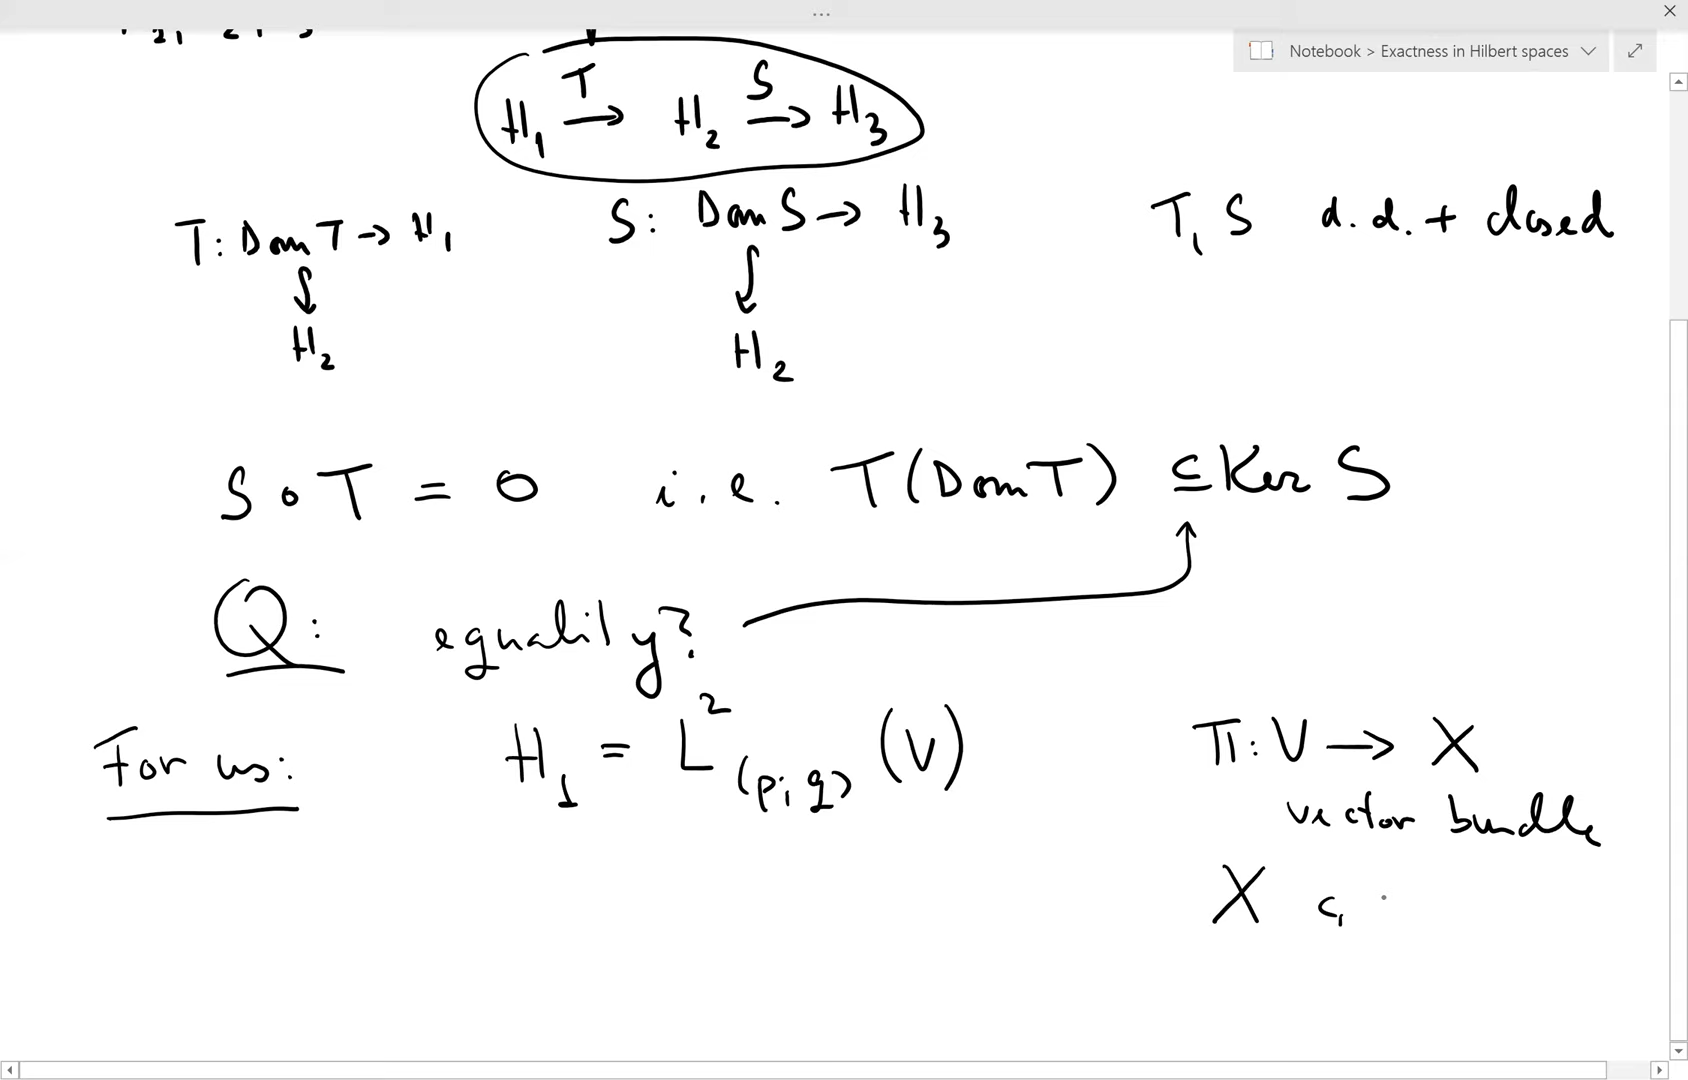 Notebook > Exactness in Hilbert spaces
H₁ →ᵀ H₂ →ˢ H₃
T: Dom T → H₁ S: Dom S → H₃ T, S d.d. + closed
H₂ H₂
S ∘ T = 0 i.e. T(Dom T) ⊆ Ker S
Q: equality?
For us: H₁ = L²₍p,q₎ (V) π: V → X
vector bundle
X